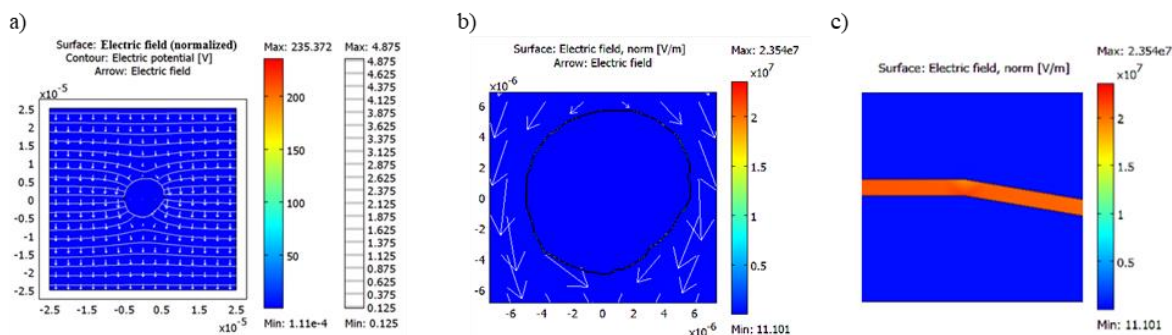 a)
Surface: Electric field (normalized)
Contour: Electric potential [V]
Arrow: Electric field
x10⁻⁵
2.5
2
1.5
1
0.5
0
-0.5
-1
-1.5
-2
-2.5
-2.5
-1.5
-0.5
0.5
1.5
2.5
x10⁻⁵
Max: 235.372
200
150
100
50
Min: 1.11e-4
Max: 4.875
4.875
4.625
4.375
4.125
3.875
3.625
3.375
3.125
2.875
2.625
2.375
2.125
1.875
1.625
1.375
1.125
0.875
0.625
0.375
0.125
Min: 0.125
b)
Surface: Electric field, norm [V/m]
Arrow: Electric field
x10⁻⁶
6
4
2
0
-2
-4
-6
-6
-4
-2
0
2
4
6
x10⁻⁶
Max: 2.354e7
x10⁷
2
1.5
1
0.5
Min: 11.101
c)
Surface: Electric field, norm [V/m]
Max: 2.354e7
x10⁷
2
1.5
1
0.5
Min: 11.101